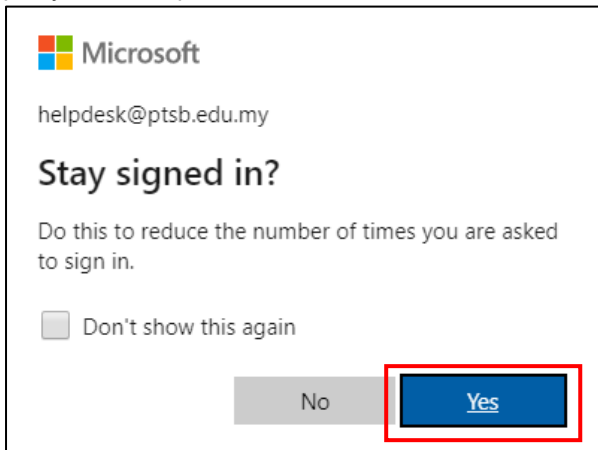 Microsoft
helpdesk@ptsb.edu.my
Stay signed in?
Do this to reduce the number of times you are asked
to sign in.
Don't show this again
No
Yes